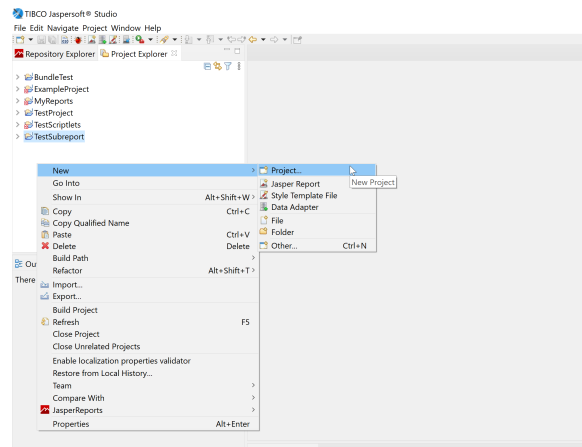 TIBCO Jaspersoft® Studio
File Edit Navigate Project Window Help
Repository Explorer Project Explorer
BundleTest
ExampleProject
MyReports
TestProject
TestScriptlets
TestSubreport
New
Go Into
Show In Alt+Shift+W
Copy Ctrl+C
Copy Qualified Name
Paste Ctrl+V
Delete Delete
Build Path
Refactor Alt+Shift+T
Import...
Export...
Build Project
Refresh F5
Close Project
Close Unrelated Projects
Enable localization properties validator
Restore from Local History...
Team
Compare With
JasperReports
Properties Alt+Enter
Project...
New Project
Jasper Report
Style Template File
Data Adapter
File
Folder
Other... Ctrl+N
Ou
There